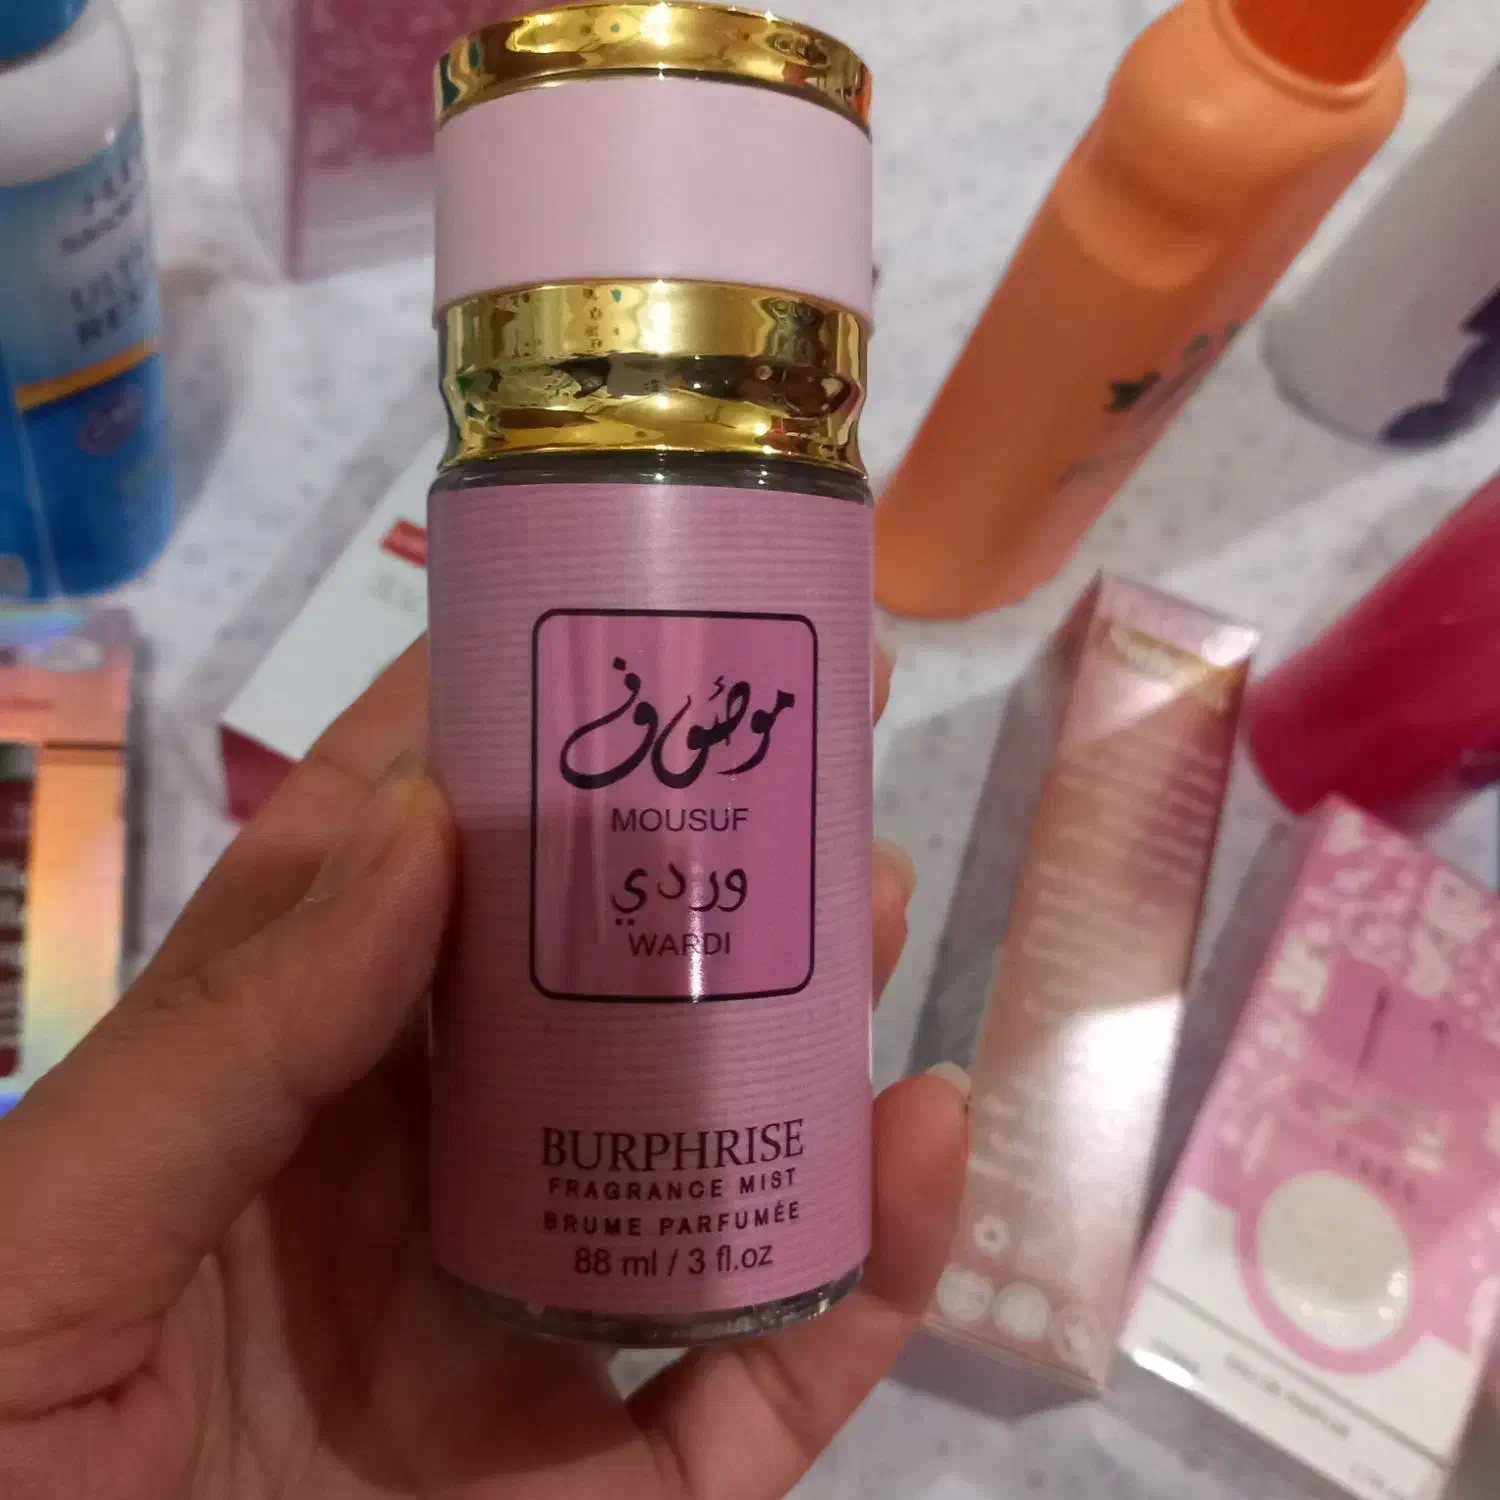 موصوف
MOUSUF
وردي
WARDI
BURPHRISE
FRAGRANCE MIST
BRUME PARFUMÉE
88 ml / 3 fl.oz